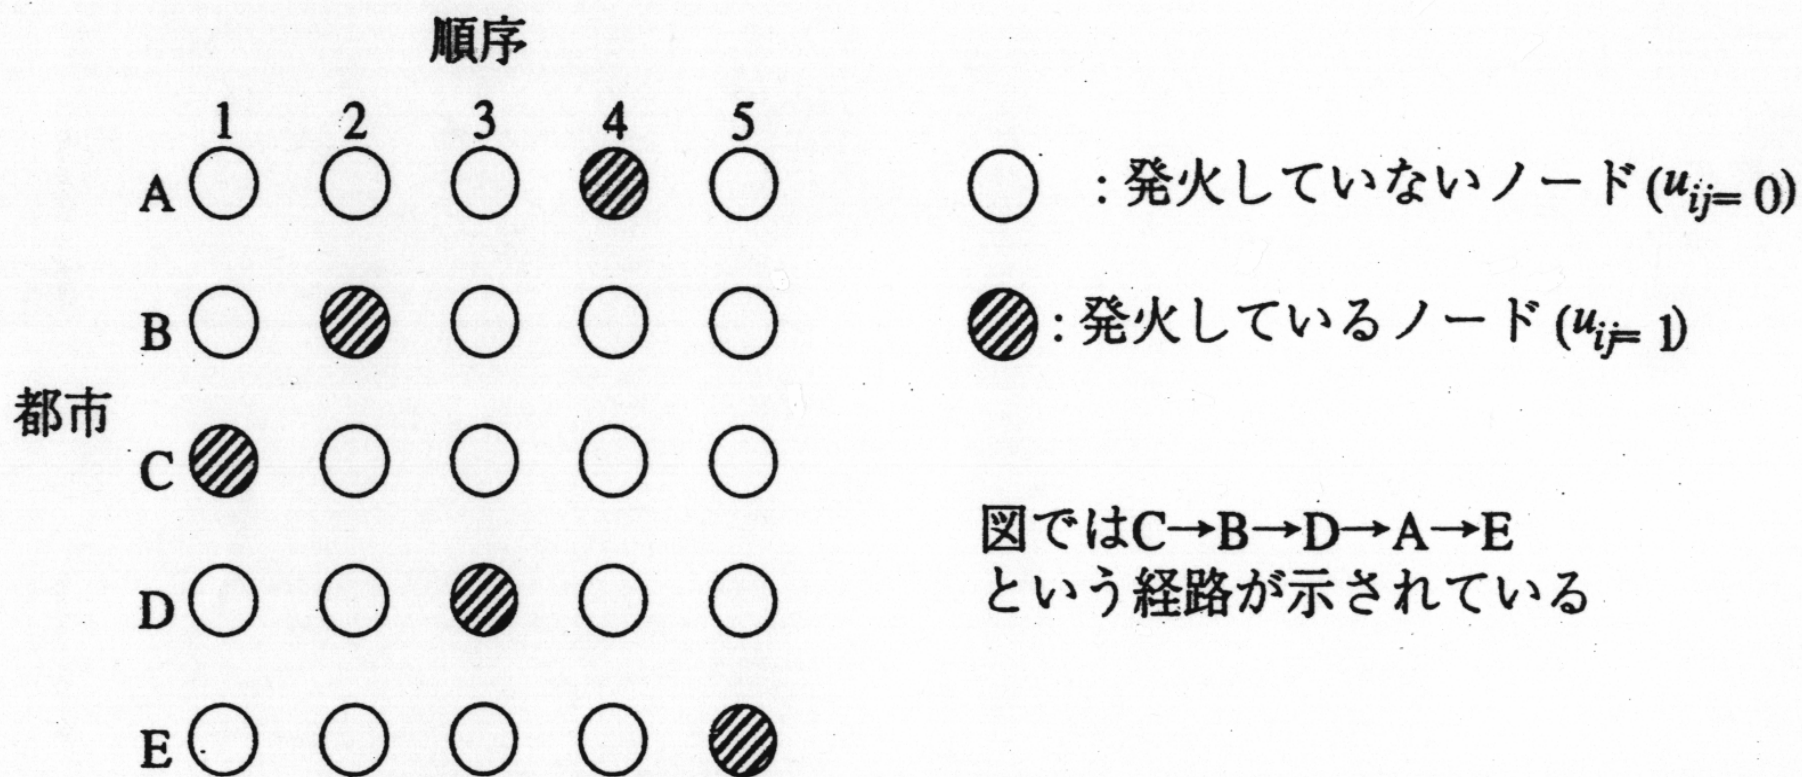 順序
1 2 3 4 5
A
B
都市
C
D
E
:発火していないノード(uij= 0)
:発火しているノード(uij= 1)
図ではC→B→D→A→E
という経路が示されている